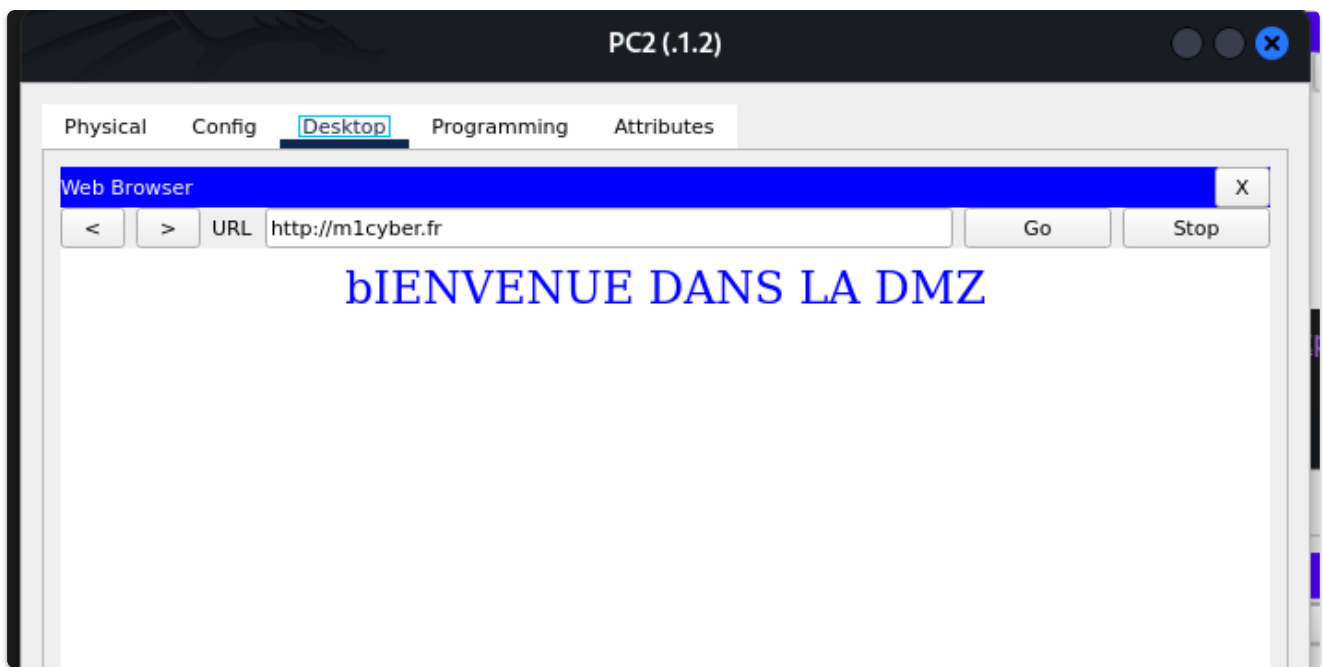 PC2 (.1.2)
Physical Config Desktop Programming Attributes
Web Browser X
< > URL http://m1cyber.fr Go Stop
bIENVENUE DANS LA DMZ